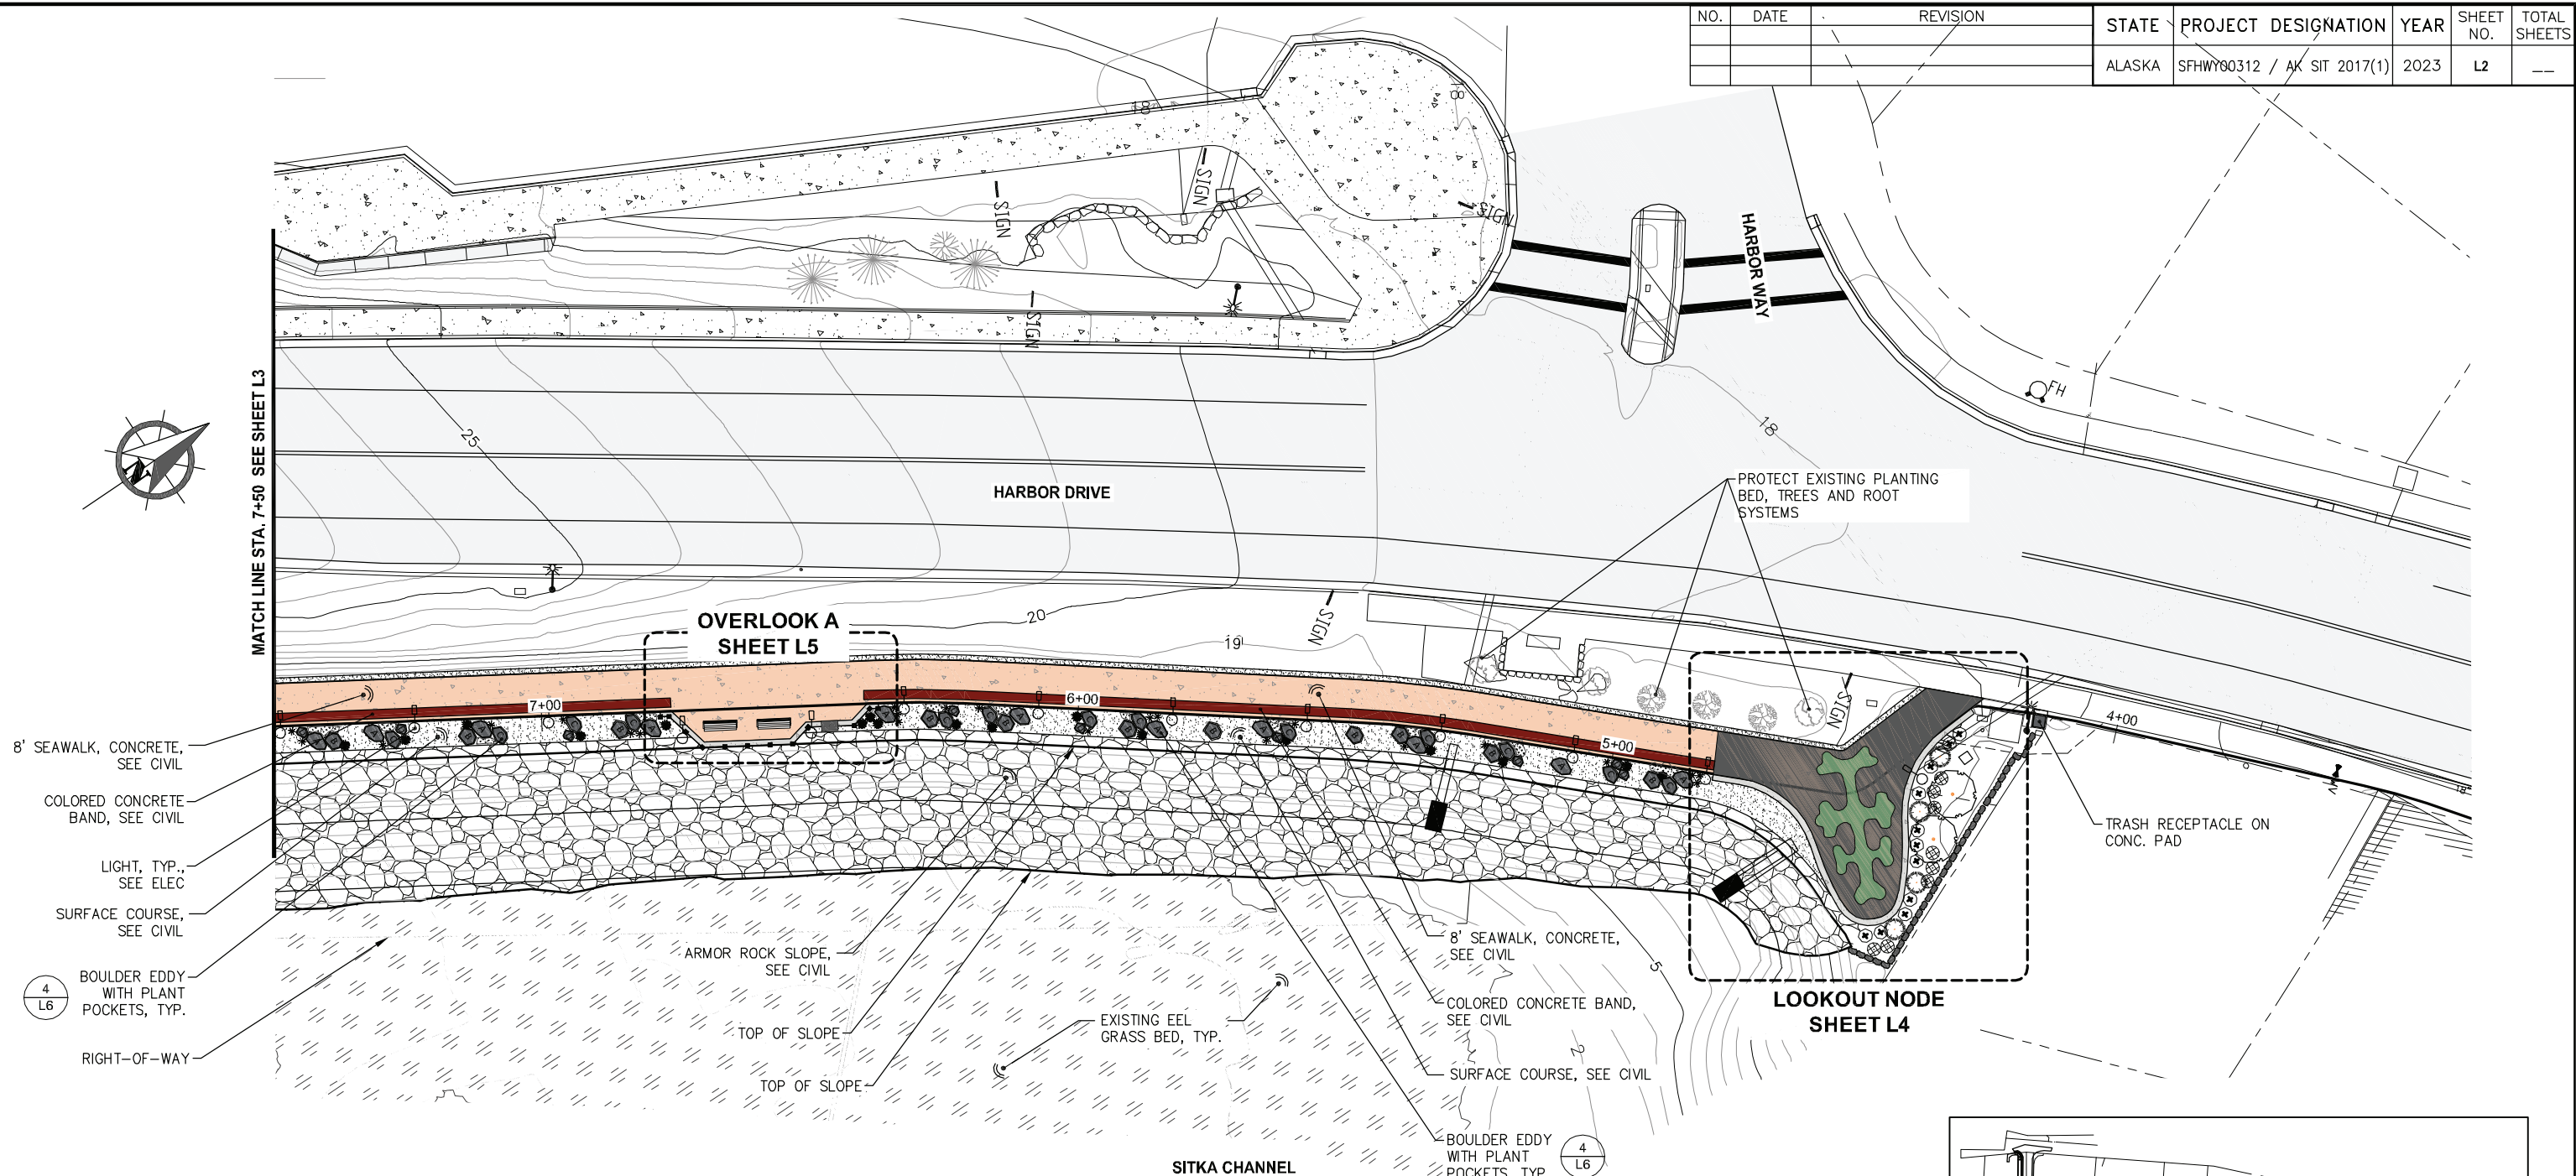 NO. DATE REVISION
STATE PROJECT DESIGNATION YEAR SHEET NO. TOTAL SHEETS
ALASKA SFHWY00312 / AK SIT 2017(1) 2023 L2 __
18
18
SIGN
SIGN
SIGN
SIGN
HARBOR WAY
FH
MATCH LINE STA. 7+50 SEE SHEET L3
N
25
18
HARBOR DRIVE
PROTECT EXISTING PLANTING
BED, TREES AND ROOT
SYSTEMS
OVERLOOK A
SHEET L5
20
19
SIGN
SIGN
7+00
6+00
5+00
4+00
8' SEAWALK, CONCRETE,
SEE CIVIL
COLORED CONCRETE
BAND, SEE CIVIL
LIGHT, TYP.,
SEE ELEC
SURFACE COURSE,
SEE CIVIL
BOULDER EDDY
WITH PLANT
POCKETS, TYP.
4
L6
RIGHT-OF-WAY
ARMOR ROCK SLOPE,
SEE CIVIL
TOP OF SLOPE
TOP OF SLOPE
EXISTING EEL
GRASS BED, TYP.
8' SEAWALK, CONCRETE,
SEE CIVIL
COLORED CONCRETE BAND,
SEE CIVIL
SURFACE COURSE, SEE CIVIL
BOULDER EDDY
WITH PLANT
POCKETS, TYP.
4
L6
5
2
TRASH RECEPTACLE ON
CONC. PAD
LOOKOUT NODE
SHEET L4
SITKA CHANNEL